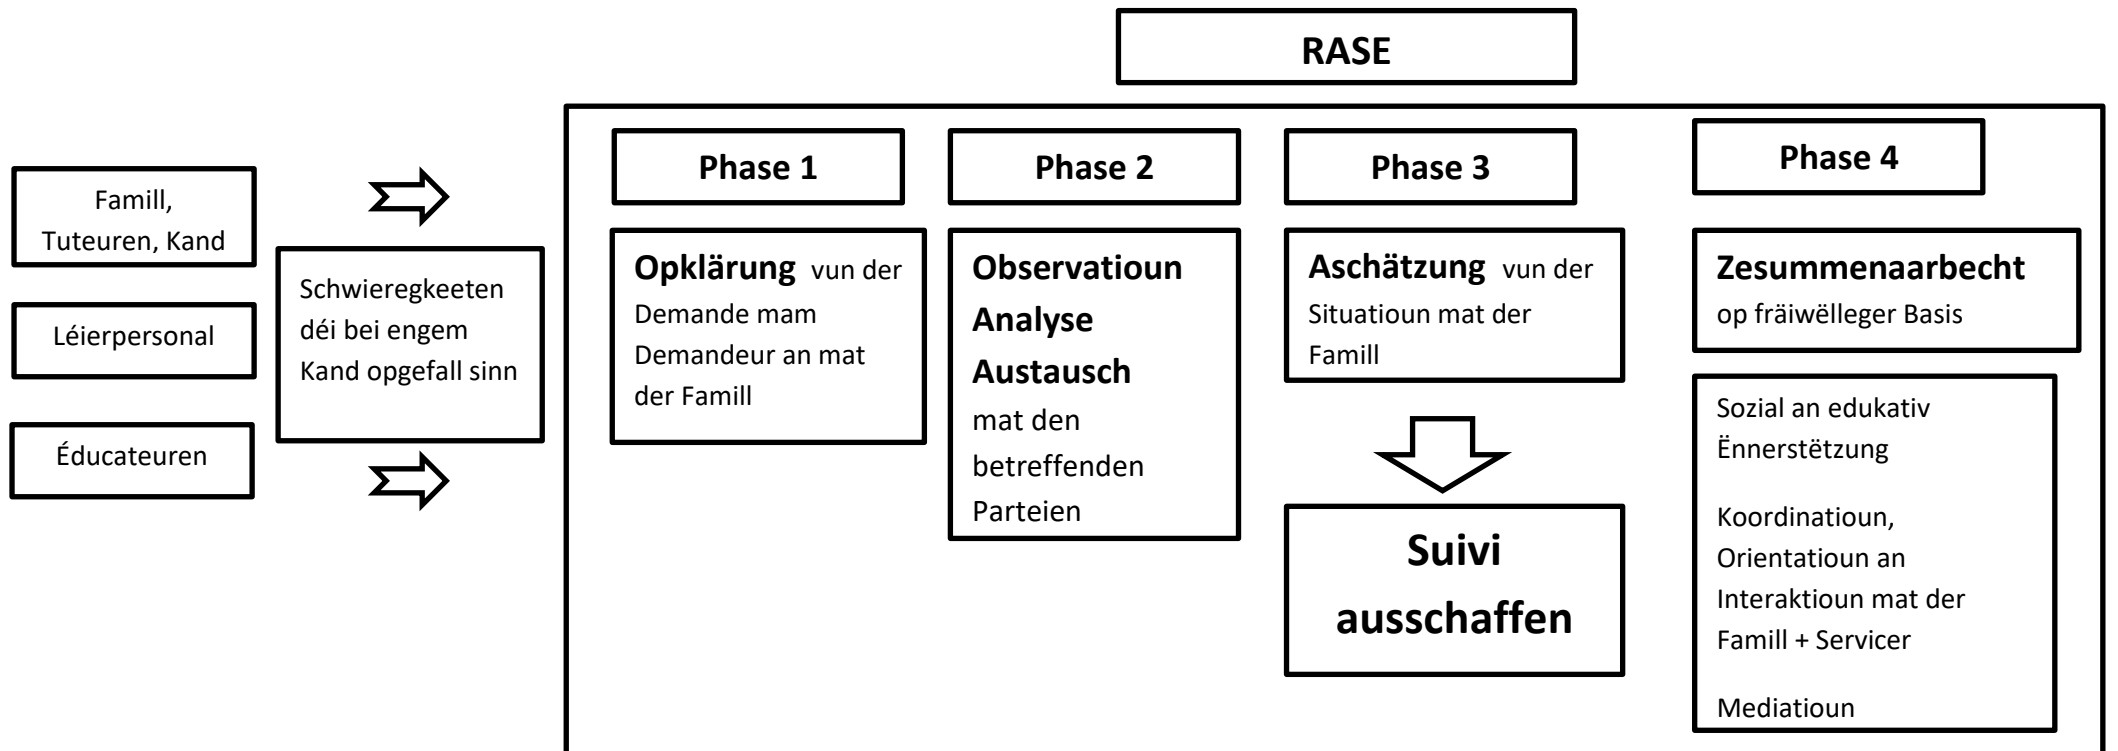 RASE
Famill,
Tuteuren, Kand
Léierpersonal
Éducateuren
Schwieregkeeten
déi bei engem
Kand opgefall sinn
Phase 1
Opklärung vun der
Demande mam
Demandeur an mat
der Famill
Phase 2
Observatioun
Analyse
Austausch
mat den
betreffenden
Parteien
Phase 3
Aschätzung vun der
Situatioun mat der
Famill
Suivi
ausschaffen
Phase 4
Zesummenaarbecht
op fräiwëlleger Basis
Sozial an edukativ
Ënnerstëtzung
Koordinatioun,
Orientatioun an
Interaktioun mat der
Famill + Servicer
Mediatioun